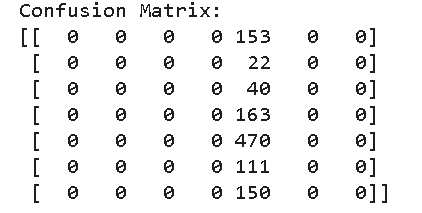 Confusion Matrix:
[[  0   0   0   0 153   0   0]
 [  0   0   0   0  22   0   0]
 [  0   0   0   0  40   0   0]
 [  0   0   0   0 163   0   0]
 [  0   0   0   0 470   0   0]
 [  0   0   0   0 111   0   0]
 [  0   0   0   0 150   0   0]]